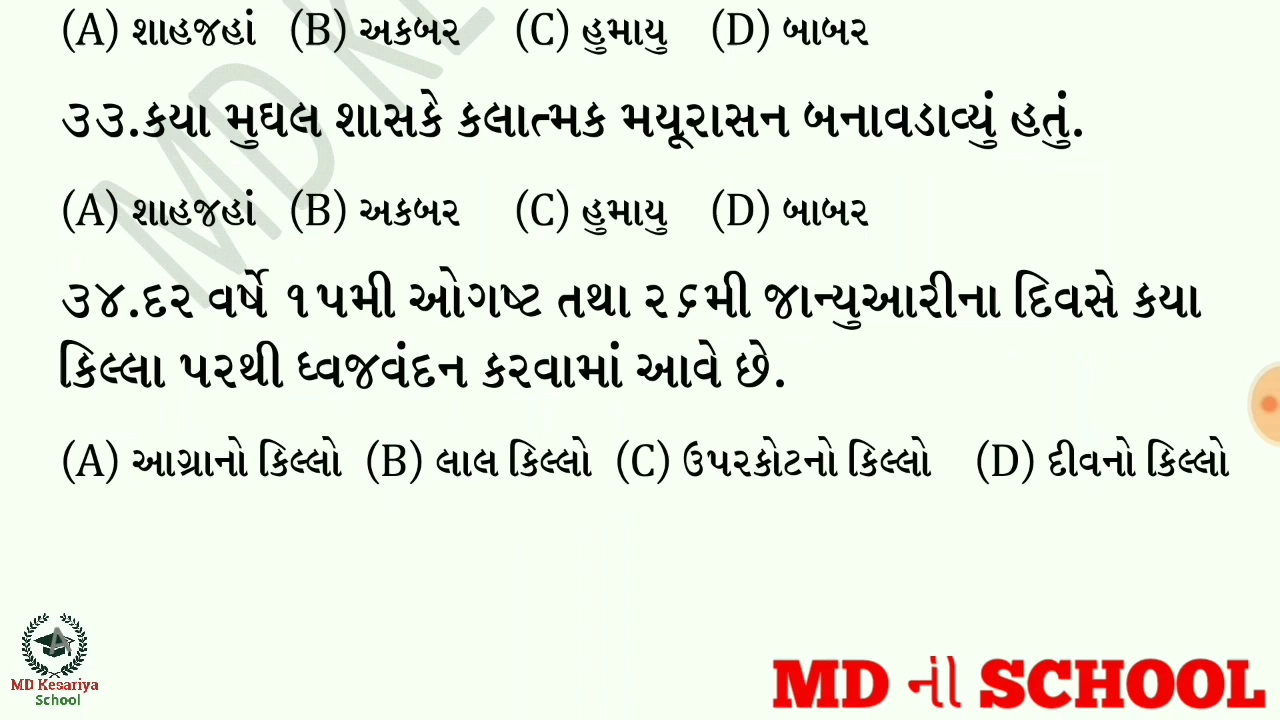 (A) શાહજહાં (B) અકબર (C) હુમાયુ (D) બાબર
૩૩.કયા મુઘલ શાસકે કલાત્મક મયૂરાસન બનાવડાવ્યું હતું.
(A) શાહજહાં (B) અકબર (C) હુમાયુ (D) બાબર
૩૪.દર વર્ષે ૧૫મી ઓગષ્ટ તથા ૨૬મી જાન્યુઆરીના દિવસે કયા
કિલ્લા પરથી ધ્વજવંદન કરવામાં આવે છે.
(A) આગ્રાનો કિલ્લો (B) લાલ કિલ્લો (C) ઉપરકોટનો કિલ્લો (D) દીવનો કિલ્લો
MD Kesariya
School
MD ની SCHOOL